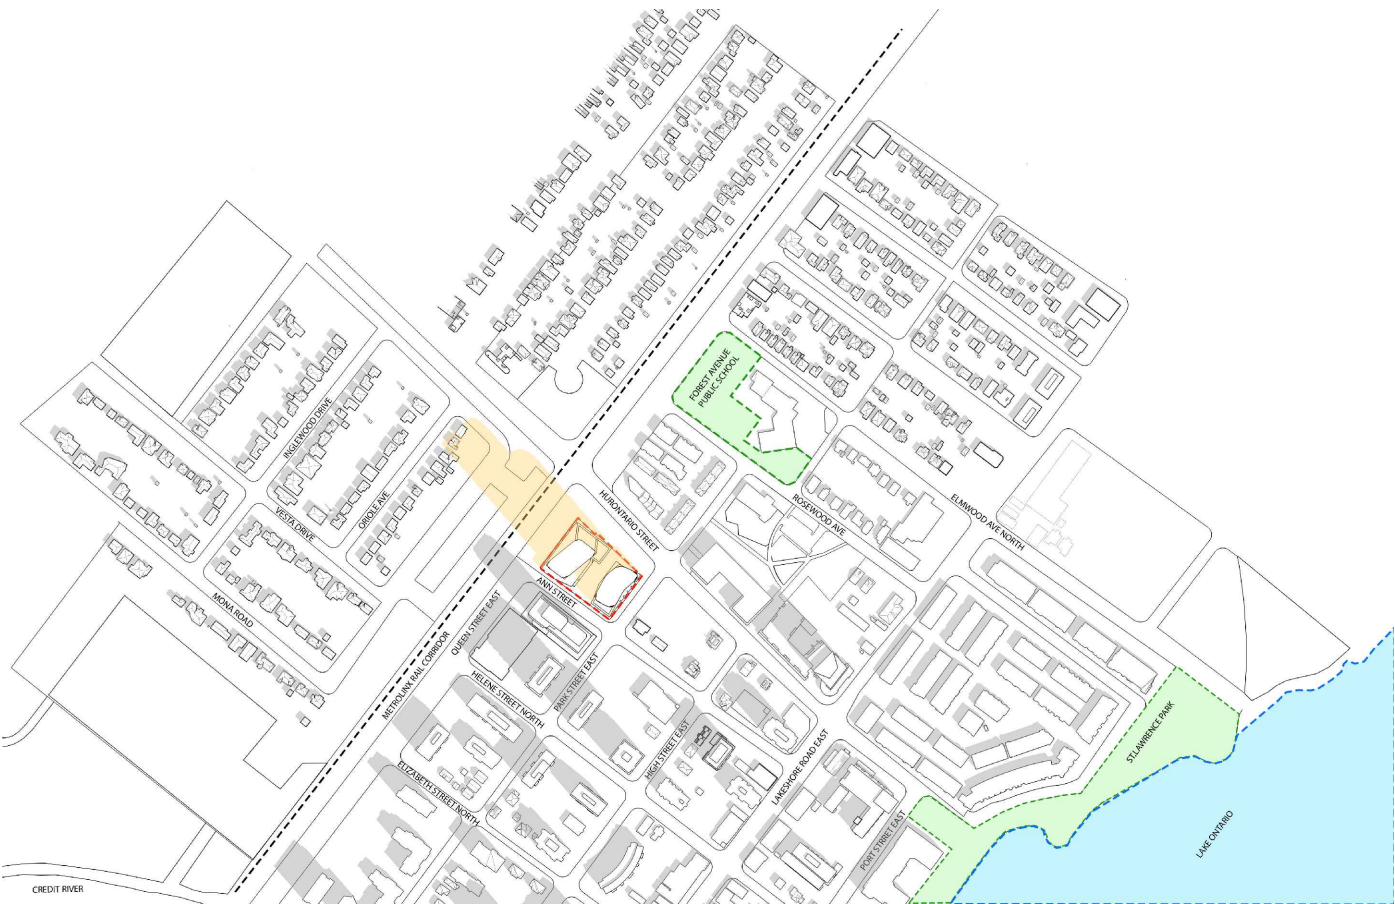 FOREST AVENUE
PUBLIC SCHOOL
INGLEWOOD DRIVE
HURONTARIO STREET
ROSEWOOD AVE
ELMWOOD AVE NORTH
ORIOLE AVE
VESTA DRIVE
MONA ROAD
ANN STREET
QUEEN STREET EAST
METROLINX RAIL CORRIDOR
PARK STREET EAST
HELENE STREET NORTH
HIGH STREET EAST
ELIZABETH STREET NORTH
LAKESHORE ROAD EAST
ST.LAWRENCE PARK
PORT STRRET EAST
LAKE ONTARIO
CREDIT RIVER